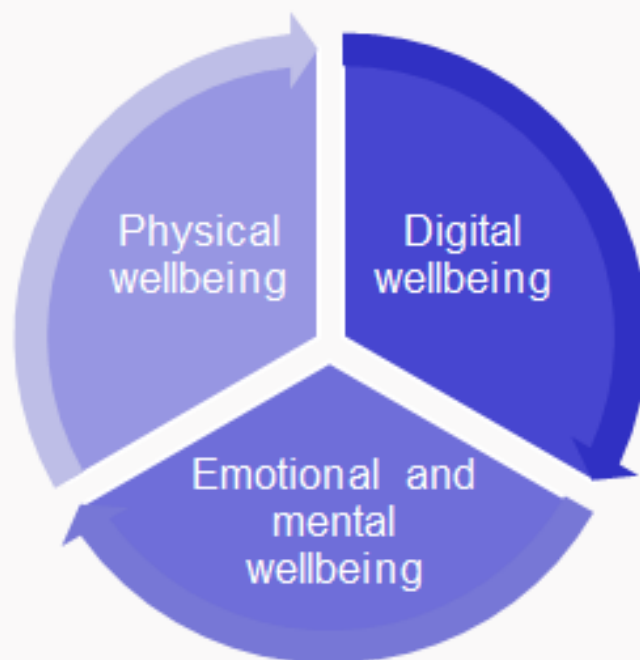 Physical
wellbeing
Digital
wellbeing
Emotional and
mental
wellbeing